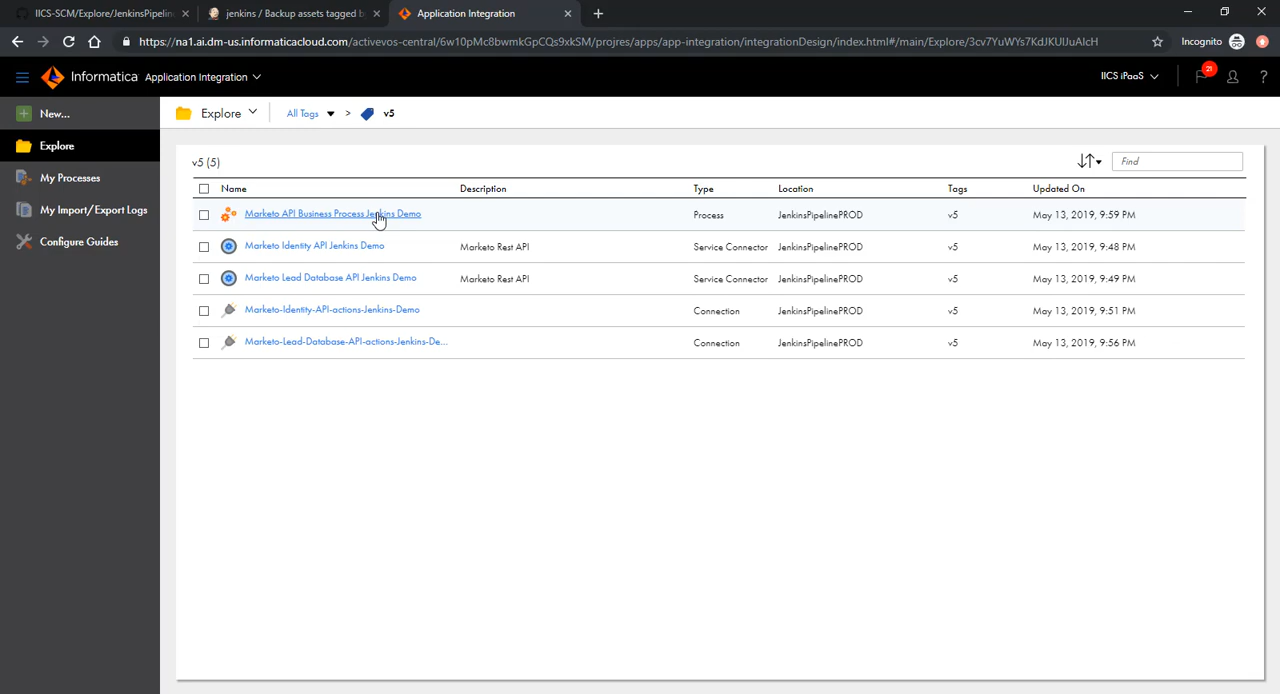 IICS-SCM/Explore/JenkinsPipelin
jenkins / Backup assets tagged b
Application Integration
https://na1.ai.dm-us.informaticacloud.com/activevos-central/6w10pMc8bwmkGpCQs9xkSM/projres/apps/app-integration/integrationDesign/index.html#/main/Explore/3cv7YuWYs7KdJKUUuAIcH
Incognito
Informatica Application Integration
IICS iPaaS
21
?
New...
Explore
My Processes
My Import/Export Logs
Configure Guides
Explore
All Tags > v5
v5 (5)
Find
Name Description Type Location Tags Updated On
Marketo API Business Process Jenkins Demo Process JenkinsPipelinePROD v5 May 13, 2019, 9:59 PM
Marketo Identity API Jenkins Demo Marketo Rest API Service Connector JenkinsPipelinePROD v5 May 13, 2019, 9:48 PM
Marketo Lead Database API Jenkins Demo Marketo Rest API Service Connector JenkinsPipelinePROD v5 May 13, 2019, 9:49 PM
Marketo-Identity-API-actions-Jenkins-Demo Connection JenkinsPipelinePROD v5 May 13, 2019, 9:51 PM
Marketo-Lead-Database-API-actions-Jenkins-De... Connection JenkinsPipelinePROD v5 May 13, 2019, 9:56 PM